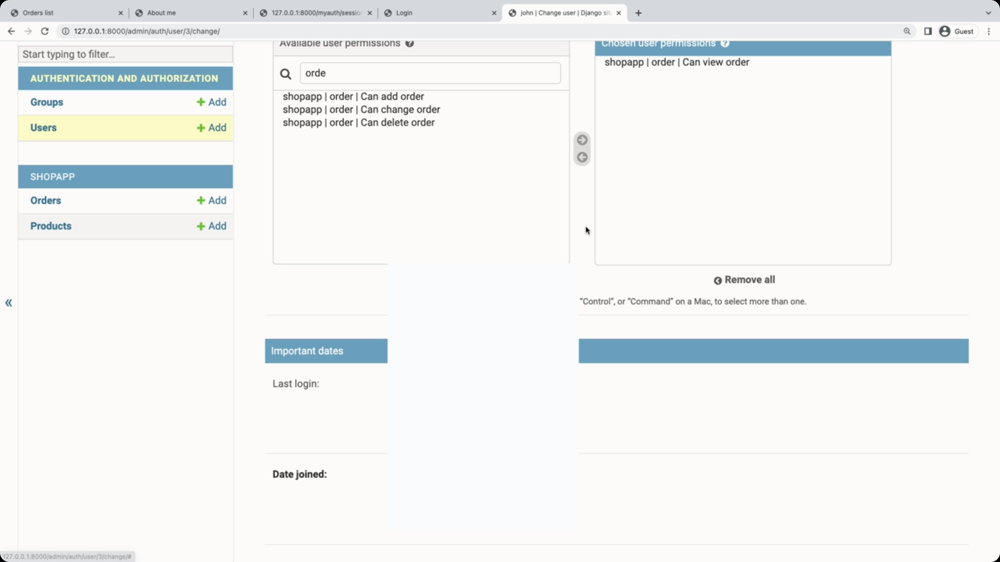 Orders list
About me
127.0.0.1:8000/myauth/sessio
Login
john | Change user | Django sit
127.0.0.1:8000/admin/auth/user/3/change/
Guest
Start typing to filter…
AUTHENTICATION AND AUTHORIZATION
Groups + Add
Users + Add
SHOPAPP
Orders + Add
Products + Add
«
Available user permissions ?
orde
shopapp | order | Can add order
shopapp | order | Can change order
shopapp | order | Can delete order
Chosen user permissions ?
shopapp | order | Can view order
Remove all
“Control”, or “Command” on a Mac, to select more than one.
Important dates
Last login:
Date joined:
127.0.0.1:8000/admin/auth/user/3/change/#